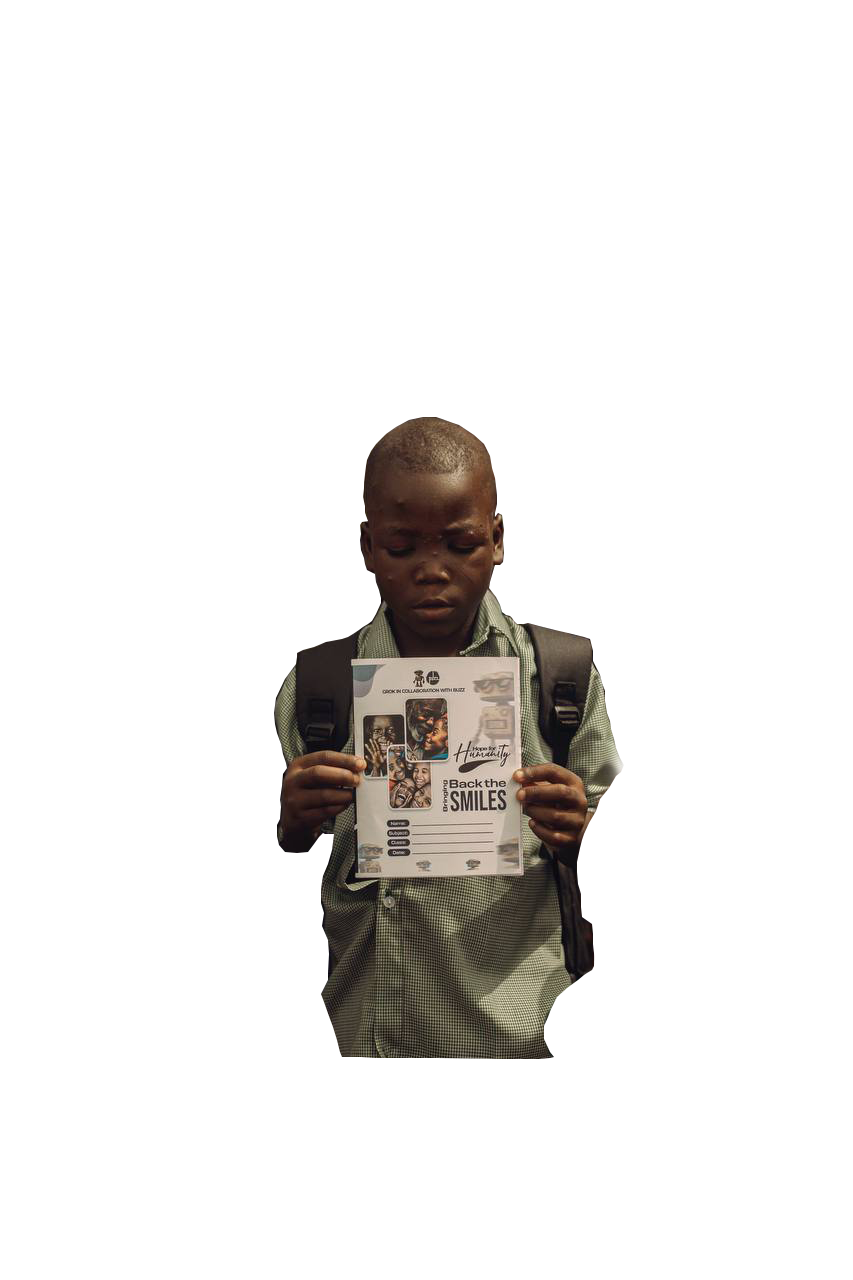 GROK IN COLLABORATION WITH BUZZ
Hope for
Humanity
Bringing
Back the
SMILES
Name:
Subject:
Class:
Date: